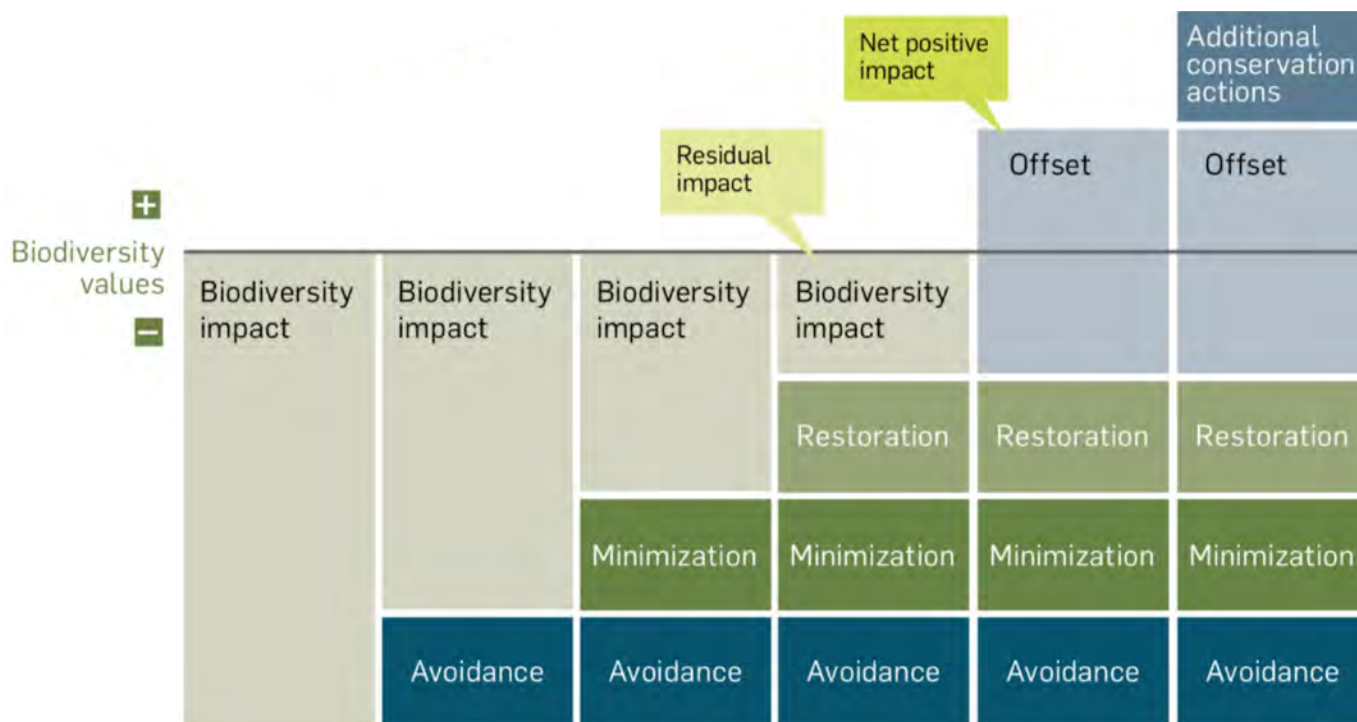 Additional
conservation
actions
Net positive
impact
Residual
impact
Offset
Offset
+
Biodiversity
values
−
Biodiversity
impact
Biodiversity
impact
Biodiversity
impact
Biodiversity
impact
Restoration
Restoration
Restoration
Minimization
Minimization
Minimization
Minimization
Avoidance
Avoidance
Avoidance
Avoidance
Avoidance